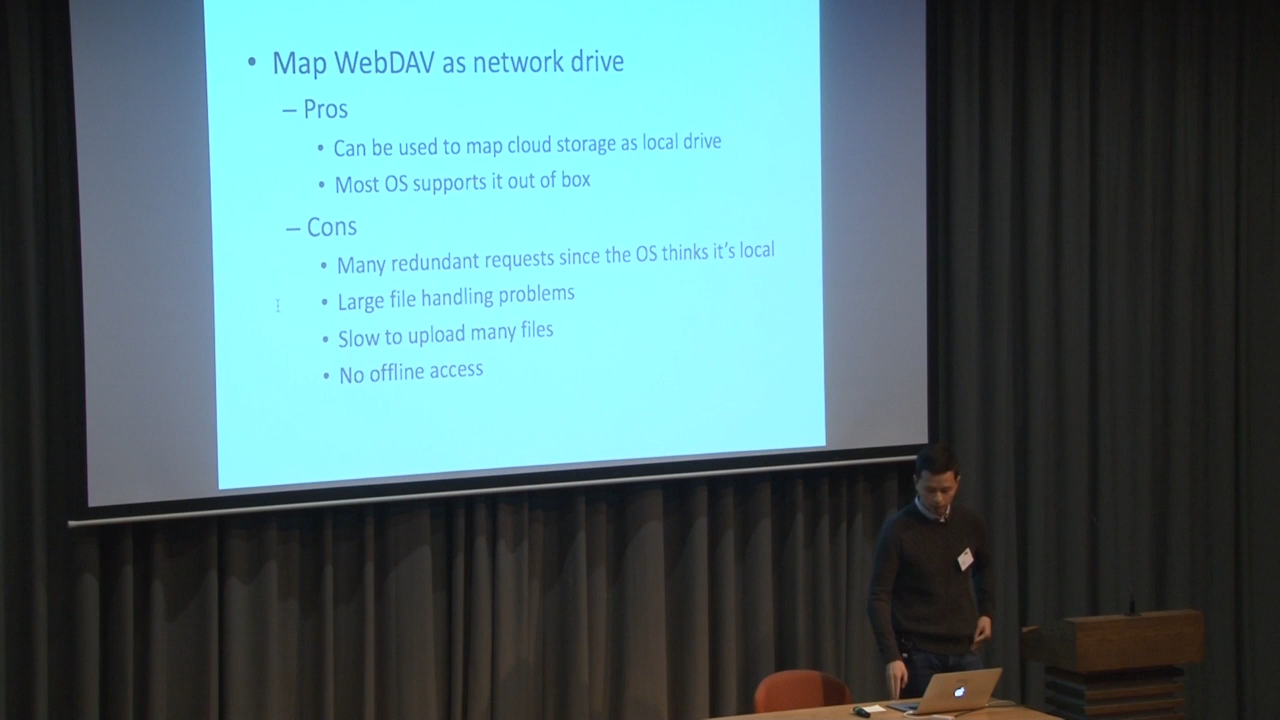 • Map WebDAV as network drive
– Pros
• Can be used to map cloud storage as local drive
• Most OS supports it out of box
– Cons
• Many redundant requests since the OS thinks it's local
• Large file handling problems
• Slow to upload many files
• No offline access